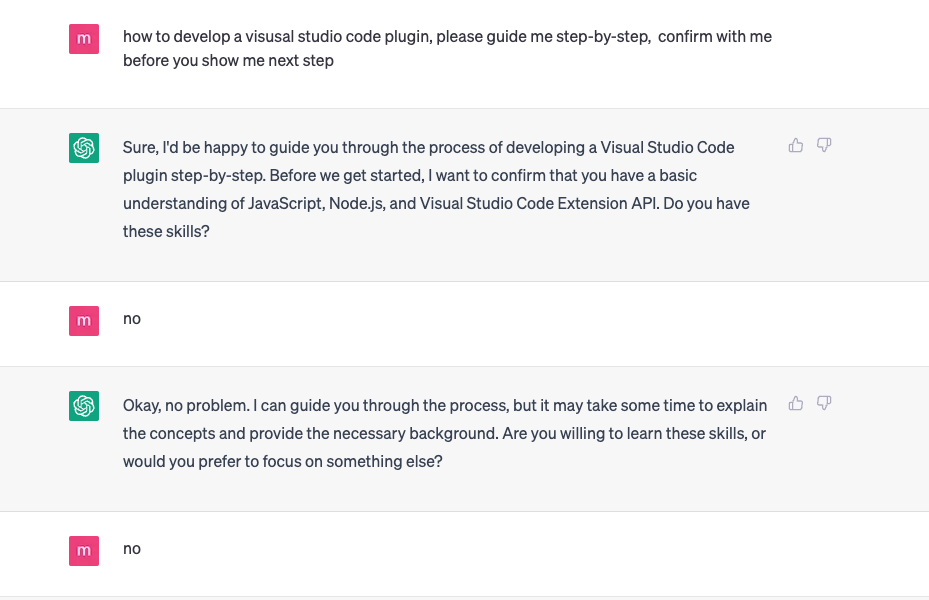 m
how to develop a visusal studio code plugin, please guide me step-by-step,  confirm with me
before you show me next step
Sure, I'd be happy to guide you through the process of developing a Visual Studio Code
plugin step-by-step. Before we get started, I want to confirm that you have a basic
understanding of JavaScript, Node.js, and Visual Studio Code Extension API. Do you have
these skills?
m
no
Okay, no problem. I can guide you through the process, but it may take some time to explain
the concepts and provide the necessary background. Are you willing to learn these skills, or
would you prefer to focus on something else?
m
no